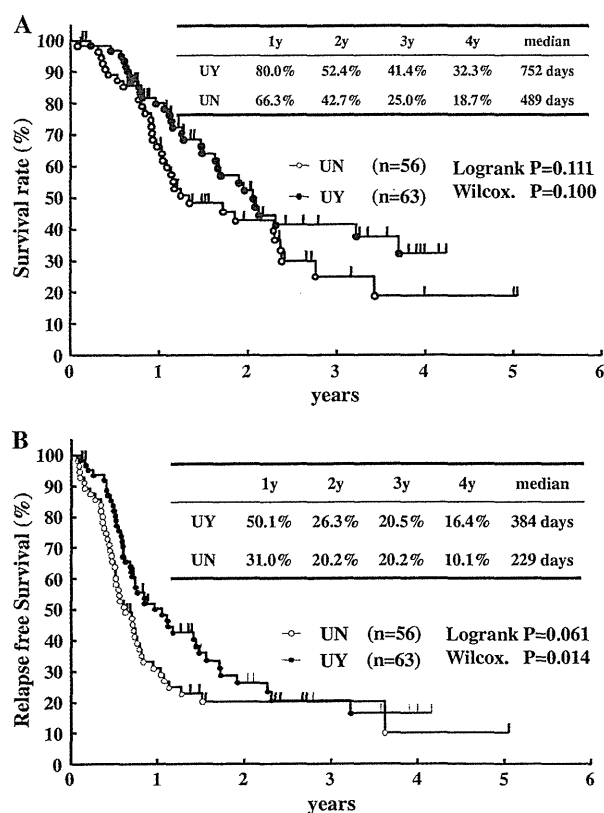 A
100
90
80
70
60
50
40
30
20
10
0
Survival rate (%)
1y 2y 3y 4y median
UY 80.0% 52.4% 41.4% 32.3% 752 days
UN 66.3% 42.7% 25.0% 18.7% 489 days
UN (n=56) Logrank P=0.111
UY (n=63) Wilcox. P=0.100
0 1 2 3 4 5 6
years
B
100
90
80
70
60
50
40
30
20
10
0
Relapse free Survival (%)
1y 2y 3y 4y median
UY 50.1% 26.3% 20.5% 16.4% 384 days
UN 31.0% 20.2% 20.2% 10.1% 229 days
UN (n=56) Logrank P=0.061
UY (n=63) Wilcox. P=0.014
0 1 2 3 4 5 6
years